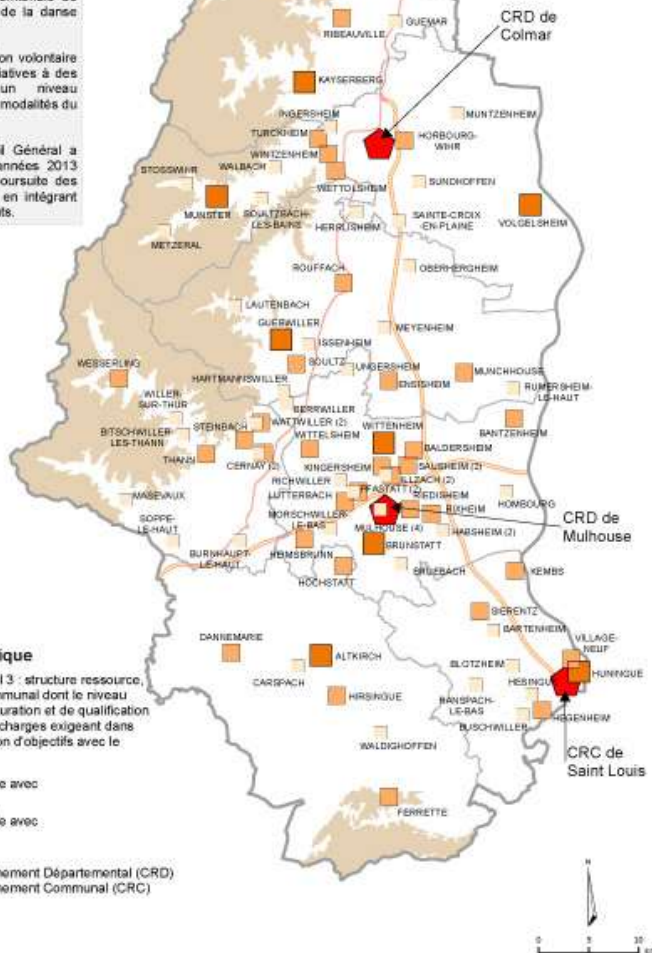 de la danse
on volontaire
iatives à des
un niveau
modalités du
il Général a
années 2013
oursuite des
en intégrant
ts.
CRD de
Colmar
GUEMAR
RIBEAUVILLE
KAYSERBERG
MUNTZENHEIM
INGERSHEIM
TURCKHEIM
HORBOURG-
WIHR
WINTZENHEIM
WALBACH
STOSSWIHR
WETTOLSHEIM
SUNDHOFFEN
MUNSTER
SOULTZBACH-
LES-BAINS
HERRLISHEIM
SAINTE-CROIX
-EN-PLAINE
VOLGELSHEIM
METZERAL
ROUFFACH
OBERHERGHEIM
LAUTENBACH
GUEBWILLER
MEYENHEIM
ISSENHEIM
WESSERLING
SOULTZ
UNGERSHEIM
MUNCHHOUSE
HARTMANNSWILLER
ENSISHEIM
RUMERSHEIM-
LE-HAUT
WILLER-
SUR-THUR
BERRWILLER
WATTWILLER (2)
BITSCHWILLER-
LES-THANN
STEINBACH
WITTELSHEIM
WITTENHEIM
BANTZENHEIM
BALDERSHEIM
THANN
CERNAY (2)
KINGERSHEIM
SAUSHEIM (2)
ILLZACH (2)
RICHWILLER
PFASTATT (2)
RIEDISHEIM
MASEVAUX
LUTTERBACH
RIXHEIM
HOMBOURG
MORSCHWILLER-
LE-BAS
SOPPE-
LE-HAUT
MULHOUSE (4)
HABSHEIM (2)
CRD de
Mulhouse
BURNHAUPT-
LE-HAUT
HEIMSBRUNN
BRUNSTATT
HOCHSTATT
BRUEBACH
KEMBS
SIERENTZ
BARTENHEIM
DANNEMARIE
VILLAGE-
NEUF
ALTKIRCH
BLOTZHEIM
HUNINGUE
CARSPACH
HESINGUE
HIRSINGUE
RANSPACH-
LE-BAS
BUSCHWILLER
HEGENHEIM
WALDIGHOFFEN
CRC de
Saint Louis
FERRETTE
ique
l 3 : structure ressource,
mmunal dont le niveau
uration et de qualification
charges exigeant dans
on d'objectifs avec le
e avec
e avec
nement Départemental (CRD)
nement Communal (CRC)
N
0 5 10